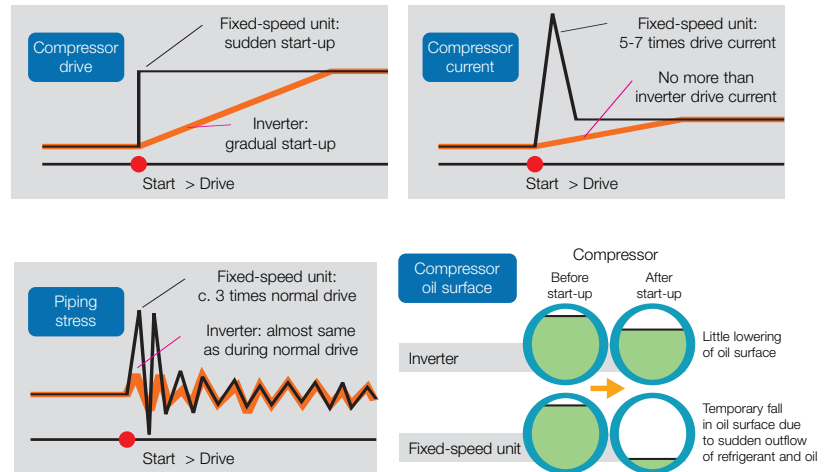 Compressor
drive
Fixed-speed unit:
sudden start-up
Inverter:
gradual start-up
Start > Drive
Compressor
current
Fixed-speed unit:
5-7 times drive current
No more than
inverter drive current
Start > Drive
Piping
stress
Fixed-speed unit:
c. 3 times normal drive
Inverter: almost same
as during normal drive
Start > Drive
Compressor
oil surface
Compressor
Before
start-up
After
start-up
Inverter
Little lowering
of oil surface
Fixed-speed unit
Temporary fall
in oil surface due
to sudden outflow
of refrigerant and oil